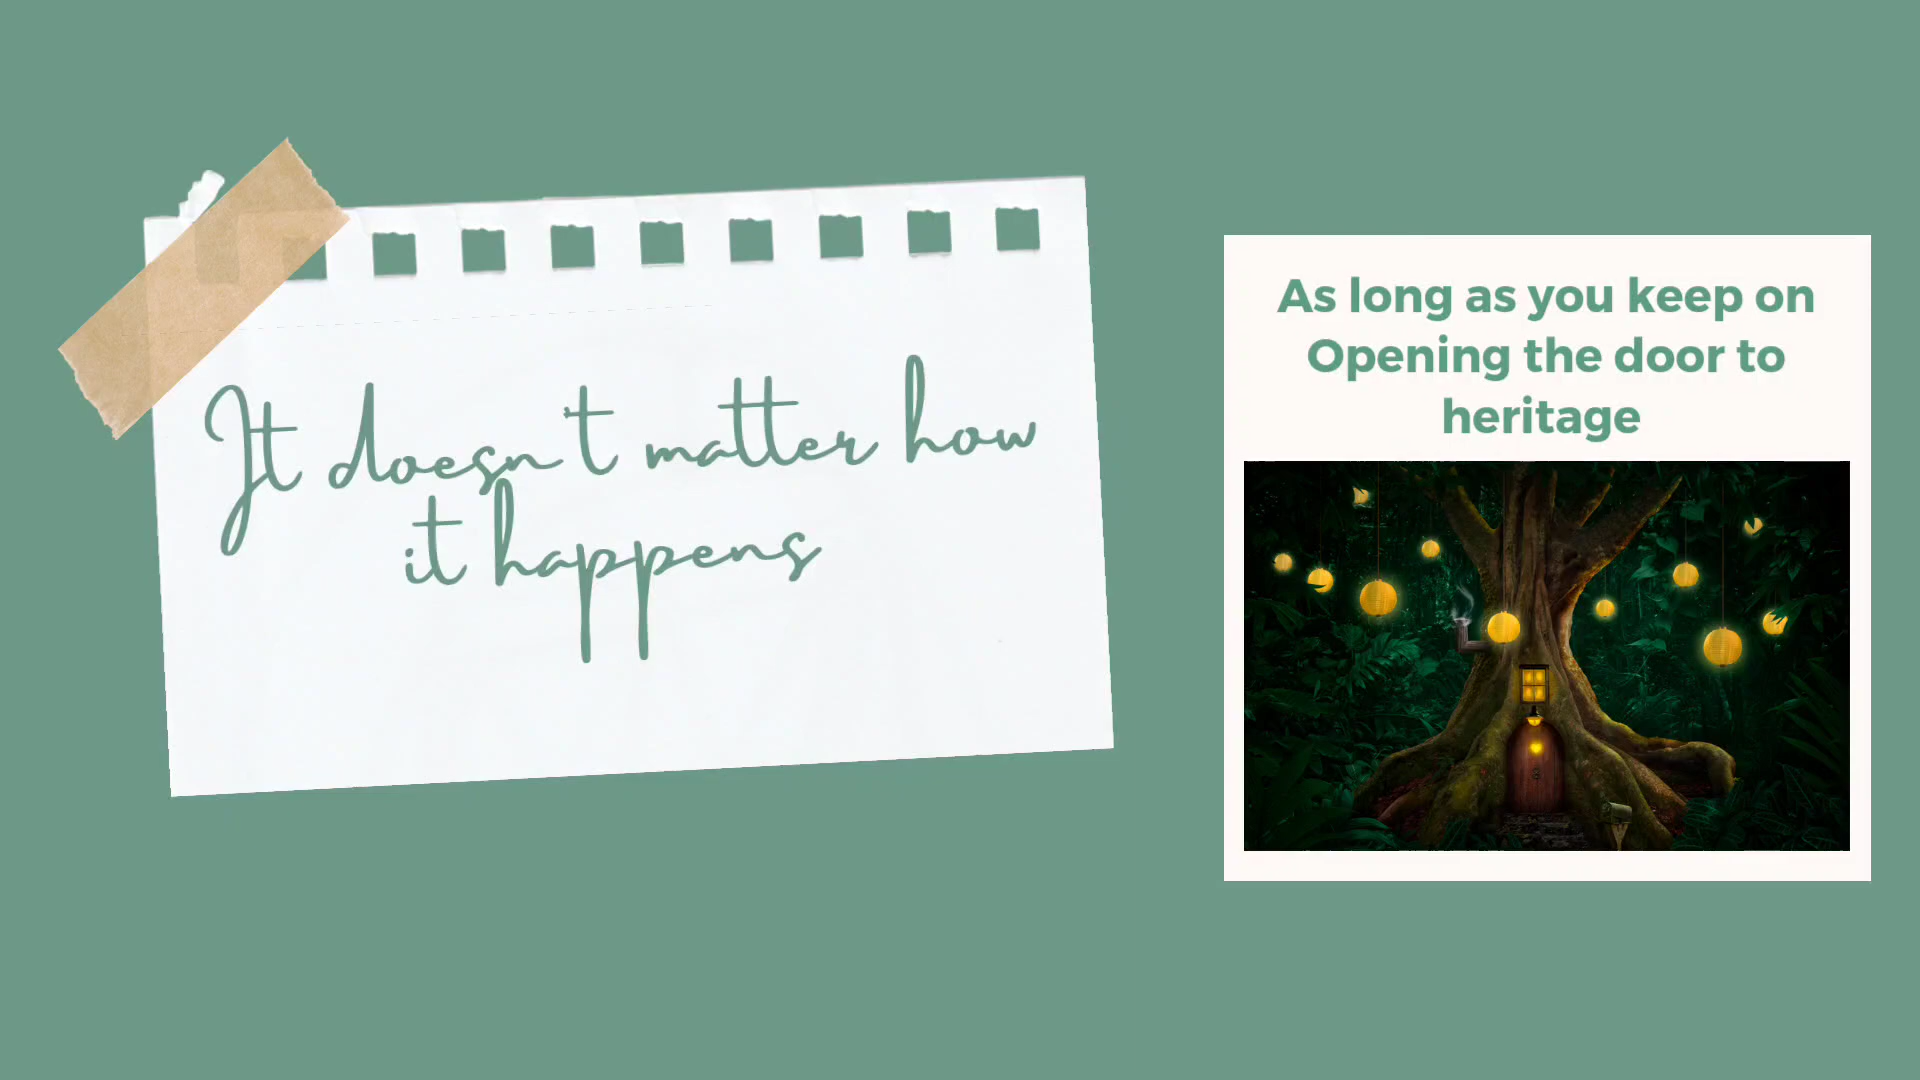 It doesn't matter how
it happens
As long as you keep on
Opening the door to
heritage